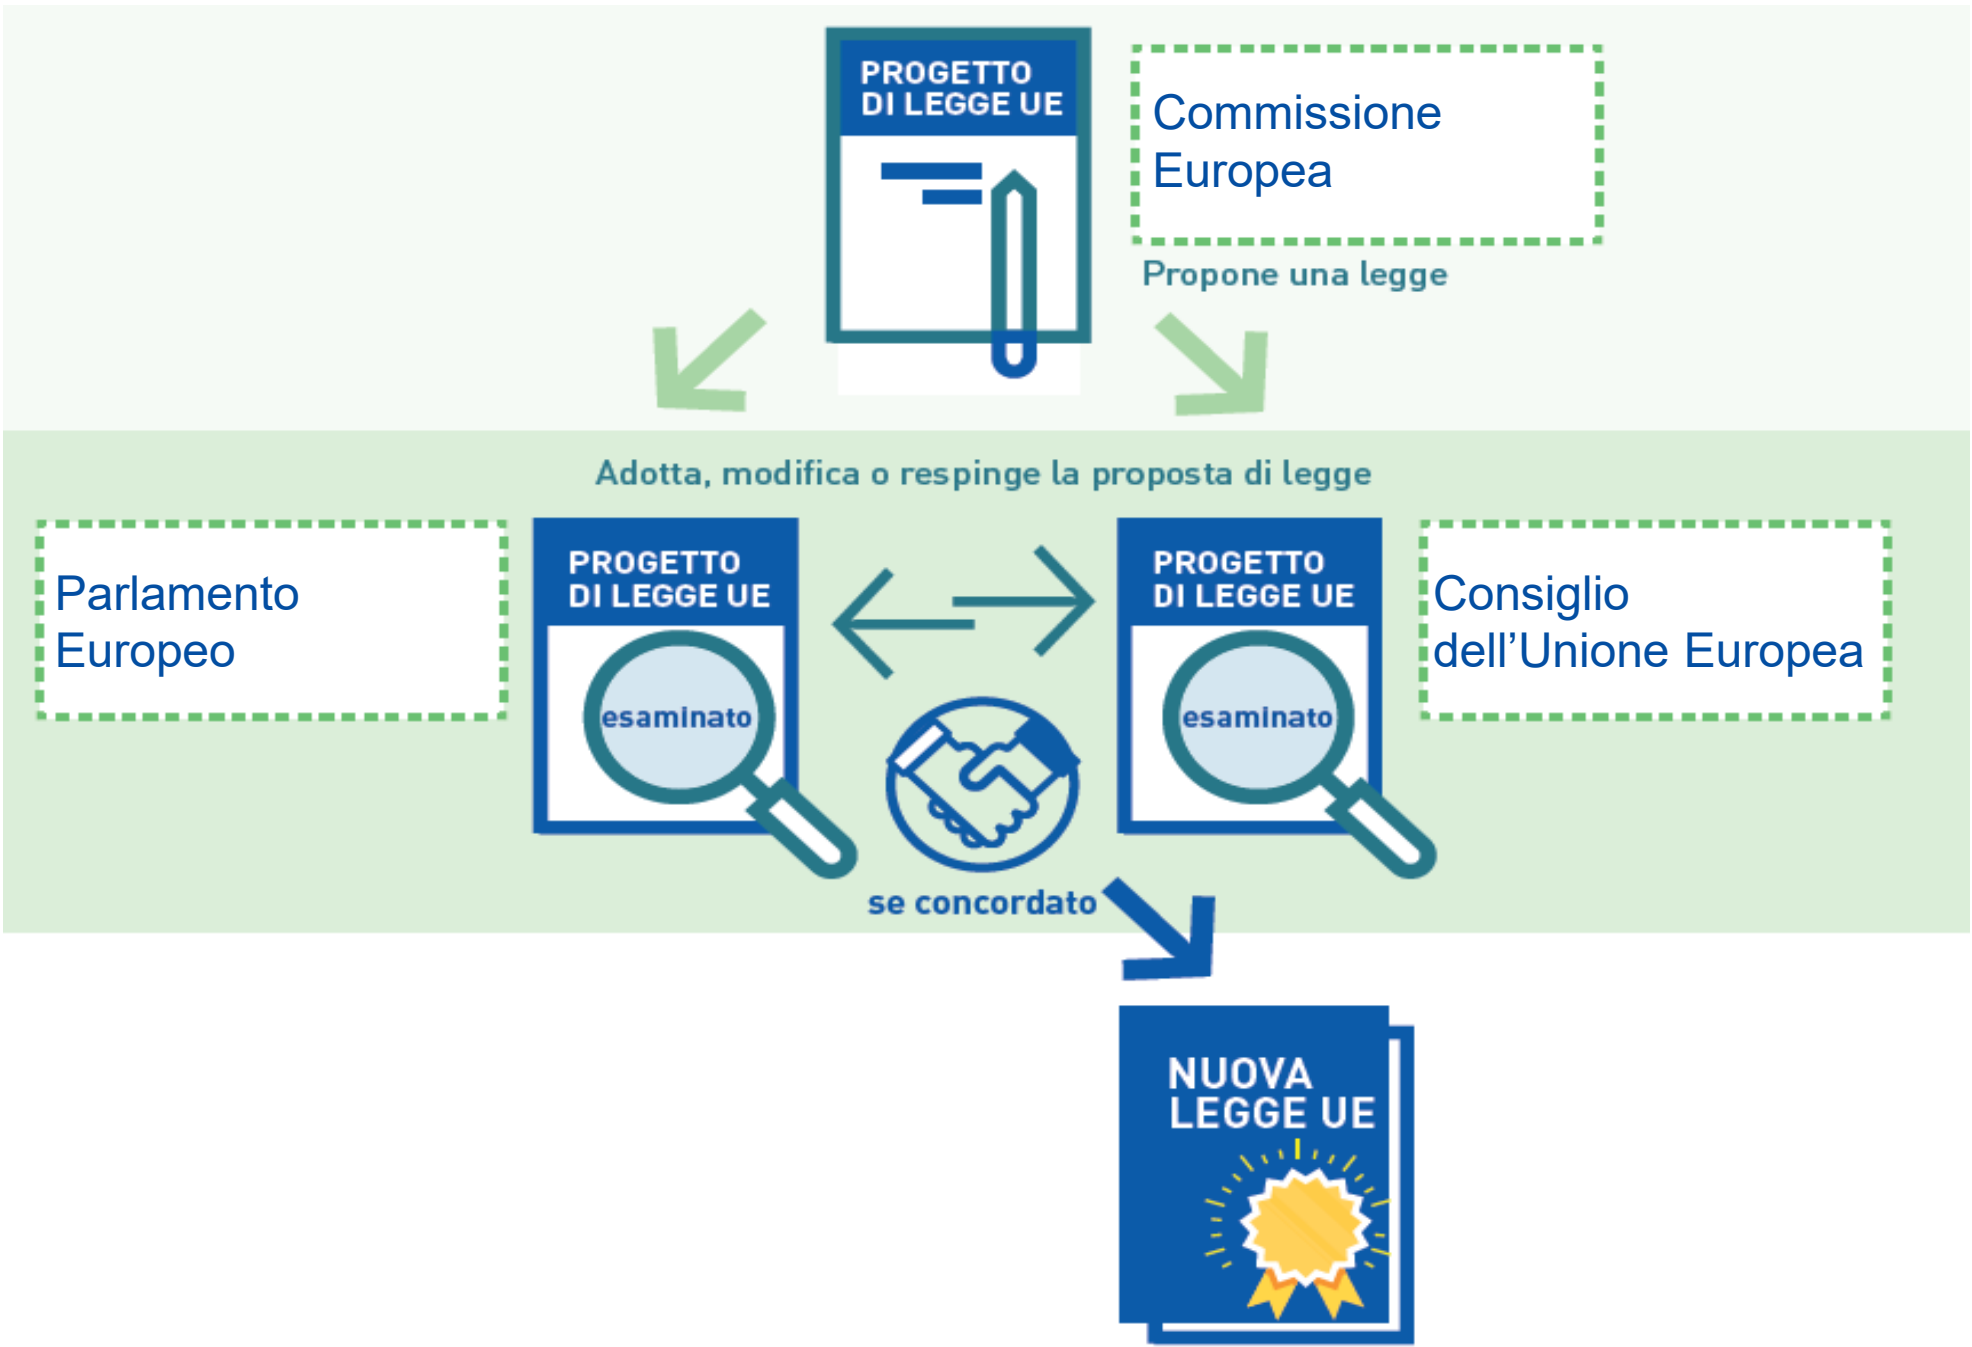 PROGETTO
DI LEGGE UE
Commissione
Europea
Propone una legge
Adotta, modifica o respinge la proposta di legge
Parlamento
Europeo
PROGETTO
DI LEGGE UE
esaminato
PROGETTO
DI LEGGE UE
esaminato
Consiglio
dell’Unione Europea
se concordato
NUOVA
LEGGE UE